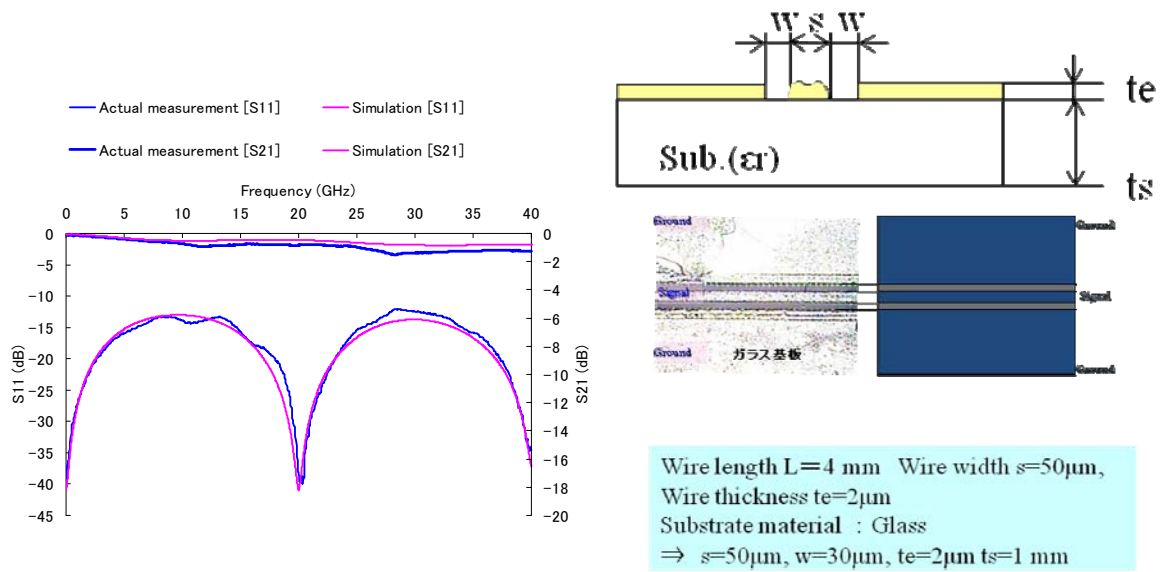 Actual measurement [S11]
Simulation [S11]
Actual measurement [S21]
Simulation [S21]
Frequency (GHz)
0 5 10 15 20 25 30 35 40
S11 (dB)
0
-5
-10
-15
-20
-25
-30
-35
-40
-45
0
-2
-4
-6
-8
-10
-12
-14
-16
-18
-20
S21 (dB)
w s w
te
Sub.(εr)
ts
Ground
Signal
Ground
ガラス基板
Ground
Signal
Ground
Wire length L=4 mm Wire width s=50μm,
Wire thickness te=2μm
Substrate material : Glass
⇒ s=50μm, w=30μm, te=2μm ts=1 mm